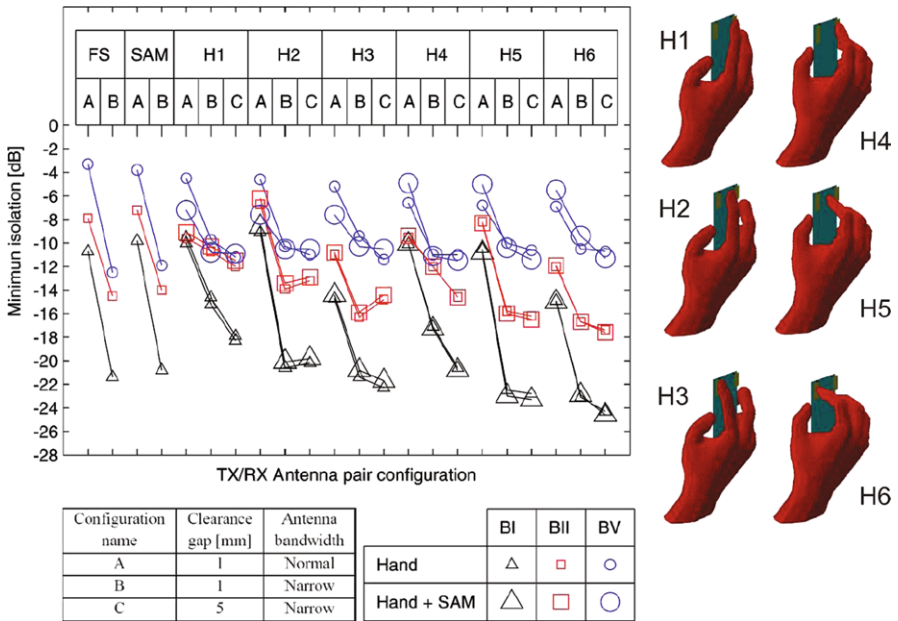 FS SAM H1 H2 H3 H4 H5 H6
A B A B A B C A B C A B C A B C A B C A B C
0
-2
-4
-6
-8
-10
-12
-14
-16
-18
-20
-22
-24
-26
-28
Minimun isolation [dB]
TX/RX Antenna pair configuration
H1
H4
H2
H5
H3
H6
Configuration name Clearance gap [mm] Antenna bandwidth
A 1 Normal
B 1 Narrow
C 5 Narrow
BI BII BV
Hand
Hand + SAM